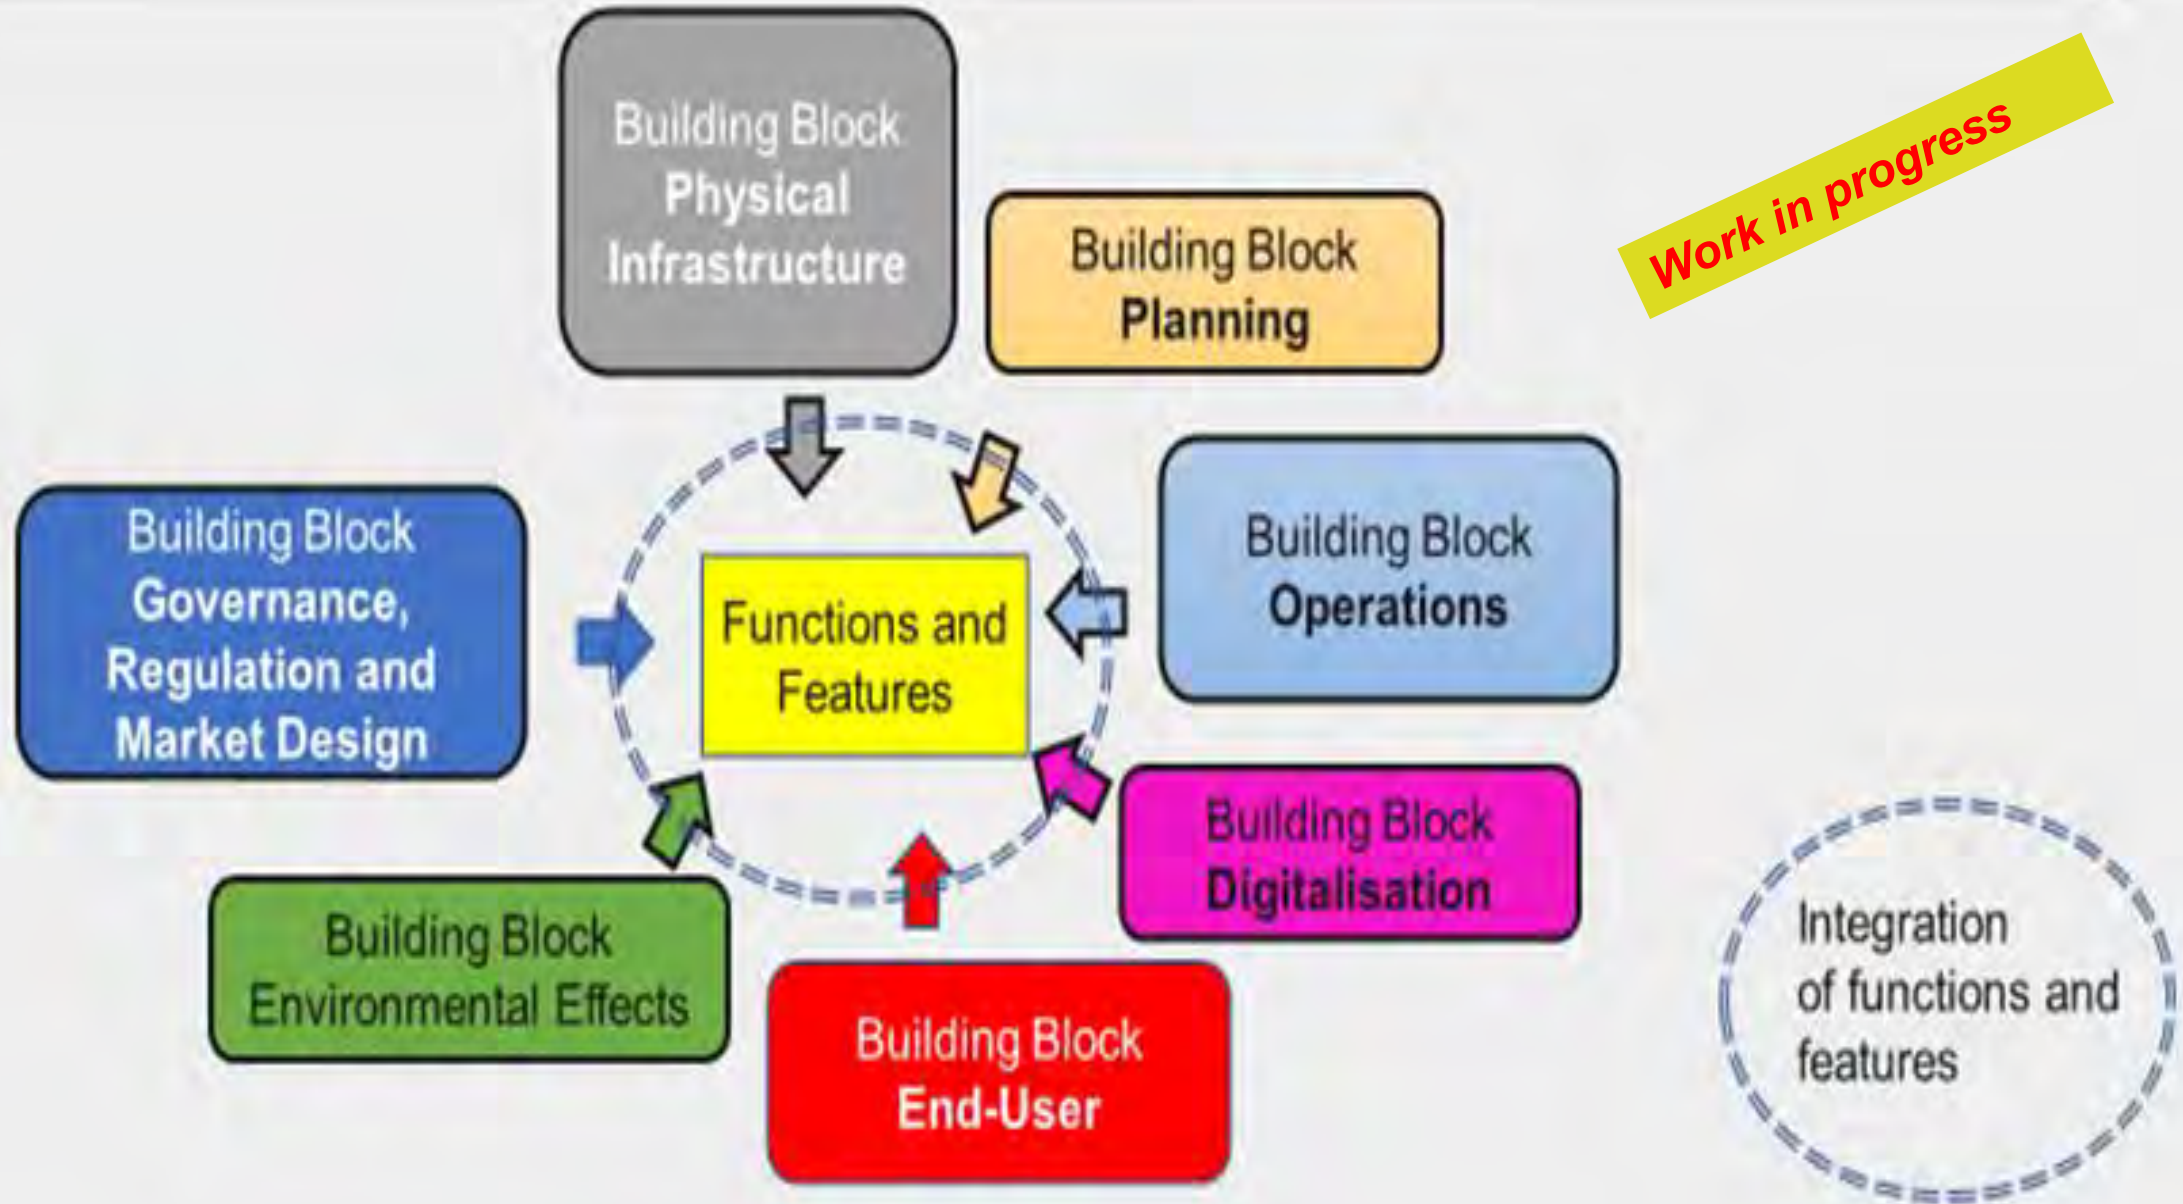 Building Block
Physical
Infrastructure
Work in progress
Building Block
Planning
Building Block
Governance,
Regulation and
Market Design
Functions and
Features
Building Block
Operations
Building Block
Digitalisation
Building Block
Environmental Effects
Building Block
End-User
Integration
of functions and
features